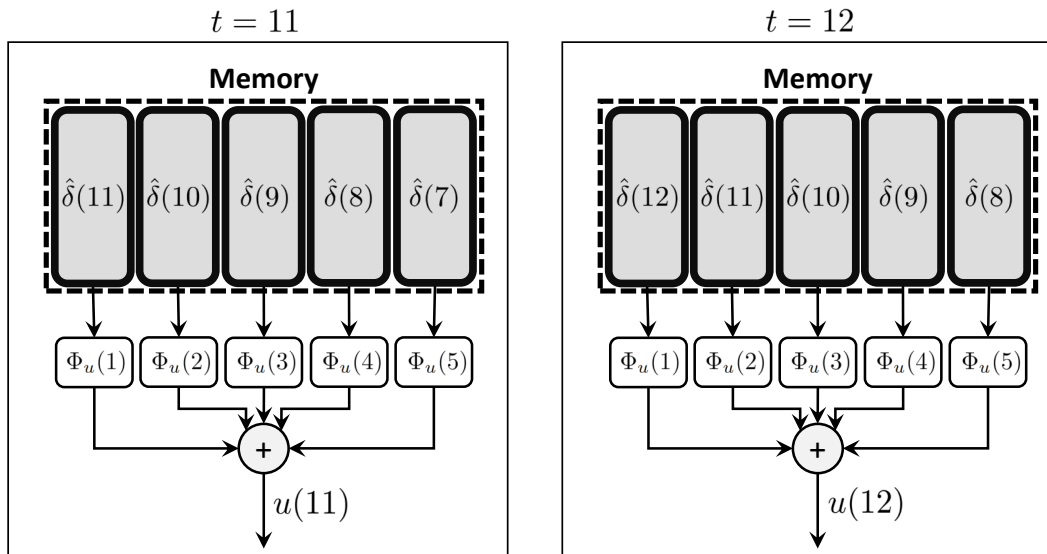 t = 11
Memory
δ̂(11) δ̂(10) δ̂(9) δ̂(8) δ̂(7)
Φ_u(1) Φ_u(2) Φ_u(3) Φ_u(4) Φ_u(5)
+
u(11)
t = 12
Memory
δ̂(12) δ̂(11) δ̂(10) δ̂(9) δ̂(8)
Φ_u(1) Φ_u(2) Φ_u(3) Φ_u(4) Φ_u(5)
+
u(12)